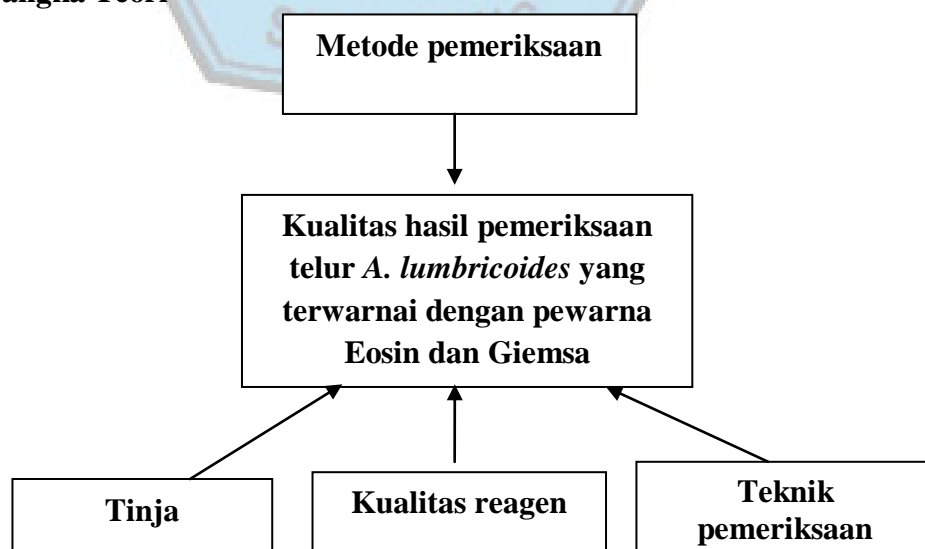 Teori
Metode pemeriksaan
Kualitas hasil pemeriksaan
telur A. lumbricoides yang
terwarnai dengan pewarna
Eosin dan Giemsa
Tinja
Kualitas reagen
Teknik
pemeriksaan